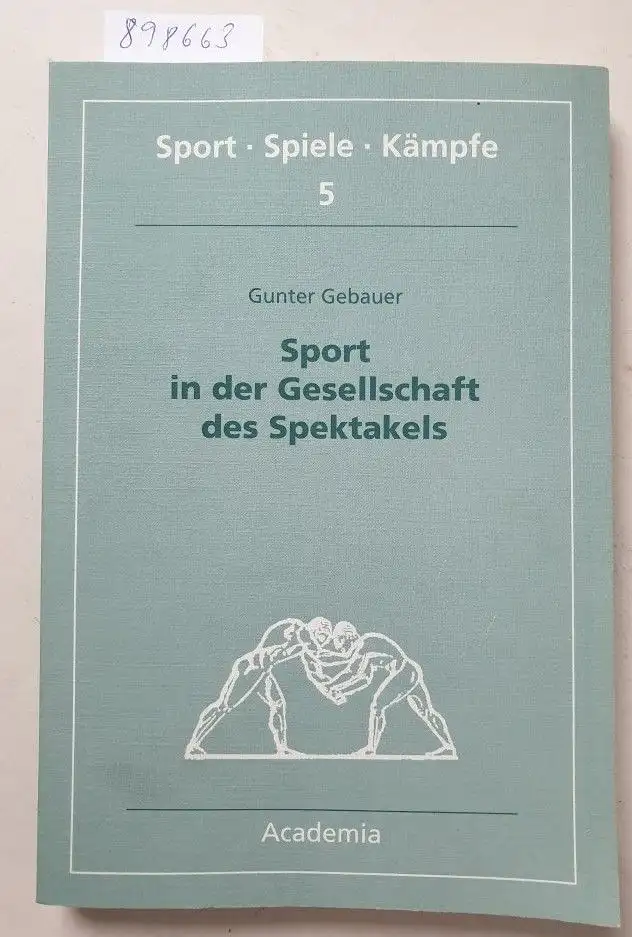 898663
Sport · Spiele · Kämpfe
5
Gunter Gebauer
Sport
in der Gesellschaft
des Spektakels
Academia